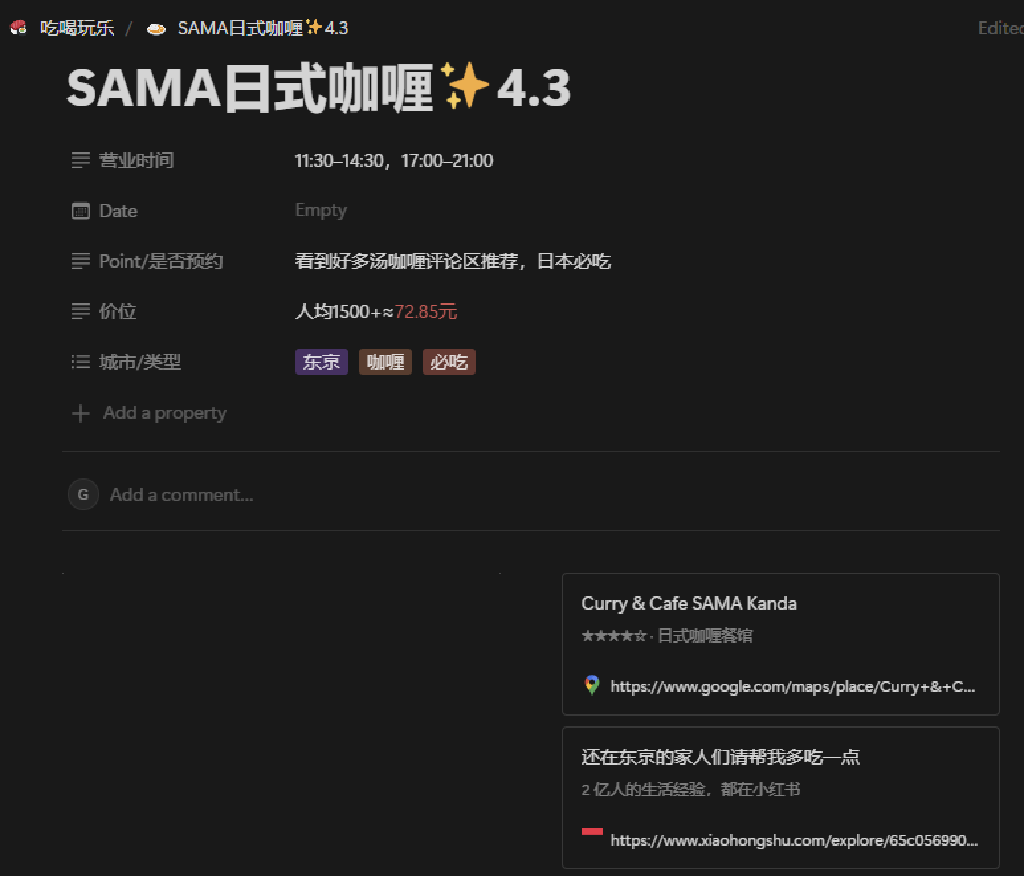 吃喝玩乐 / SAMA日式咖喱✨4.3
Edited
SAMA日式咖喱✨4.3
营业时间 11:30–14:30，17:00–21:00
Date Empty
Point/是否预约 看到好多汤咖喱评论区推荐，日本必吃
价位 人均1500+≈72.85元
城市/类型 东京 咖喱 必吃
Add a property
G Add a comment...
Curry & Cafe SAMA Kanda
★★★★☆ · 日式咖喱餐馆
https://www.google.com/maps/place/Curry+&+C...
还在东京的家人们请帮我多吃一点
2 亿人的生活经验，都在小红书
https://www.xiaohongshu.com/explore/65c056990...